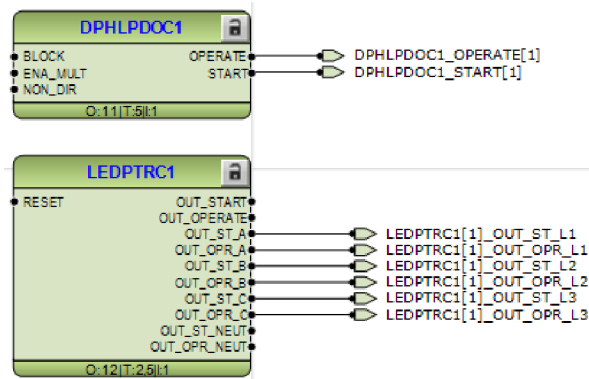 DPHLPDOC1
BLOCK OPERATE DPHLPDOC1_OPERATE[1]
ENA_MULT START DPHLPDOC1_START[1]
NON_DIR
O:11|T:5|I:1
LEDPTRC1
RESET OUT_START
OUT_OPERATE
OUT_ST_A LEDPTRC1[1]_OUT_ST_L1
OUT_OPR_A LEDPTRC1[1]_OUT_OPR_L1
OUT_ST_B LEDPTRC1[1]_OUT_ST_L2
OUT_OPR_B LEDPTRC1[1]_OUT_OPR_L2
OUT_ST_C LEDPTRC1[1]_OUT_ST_L3
OUT_OPR_C LEDPTRC1[1]_OUT_OPR_L3
OUT_ST_NEUT
OUT_OPR_NEUT
O:12|T:2.5|I:1